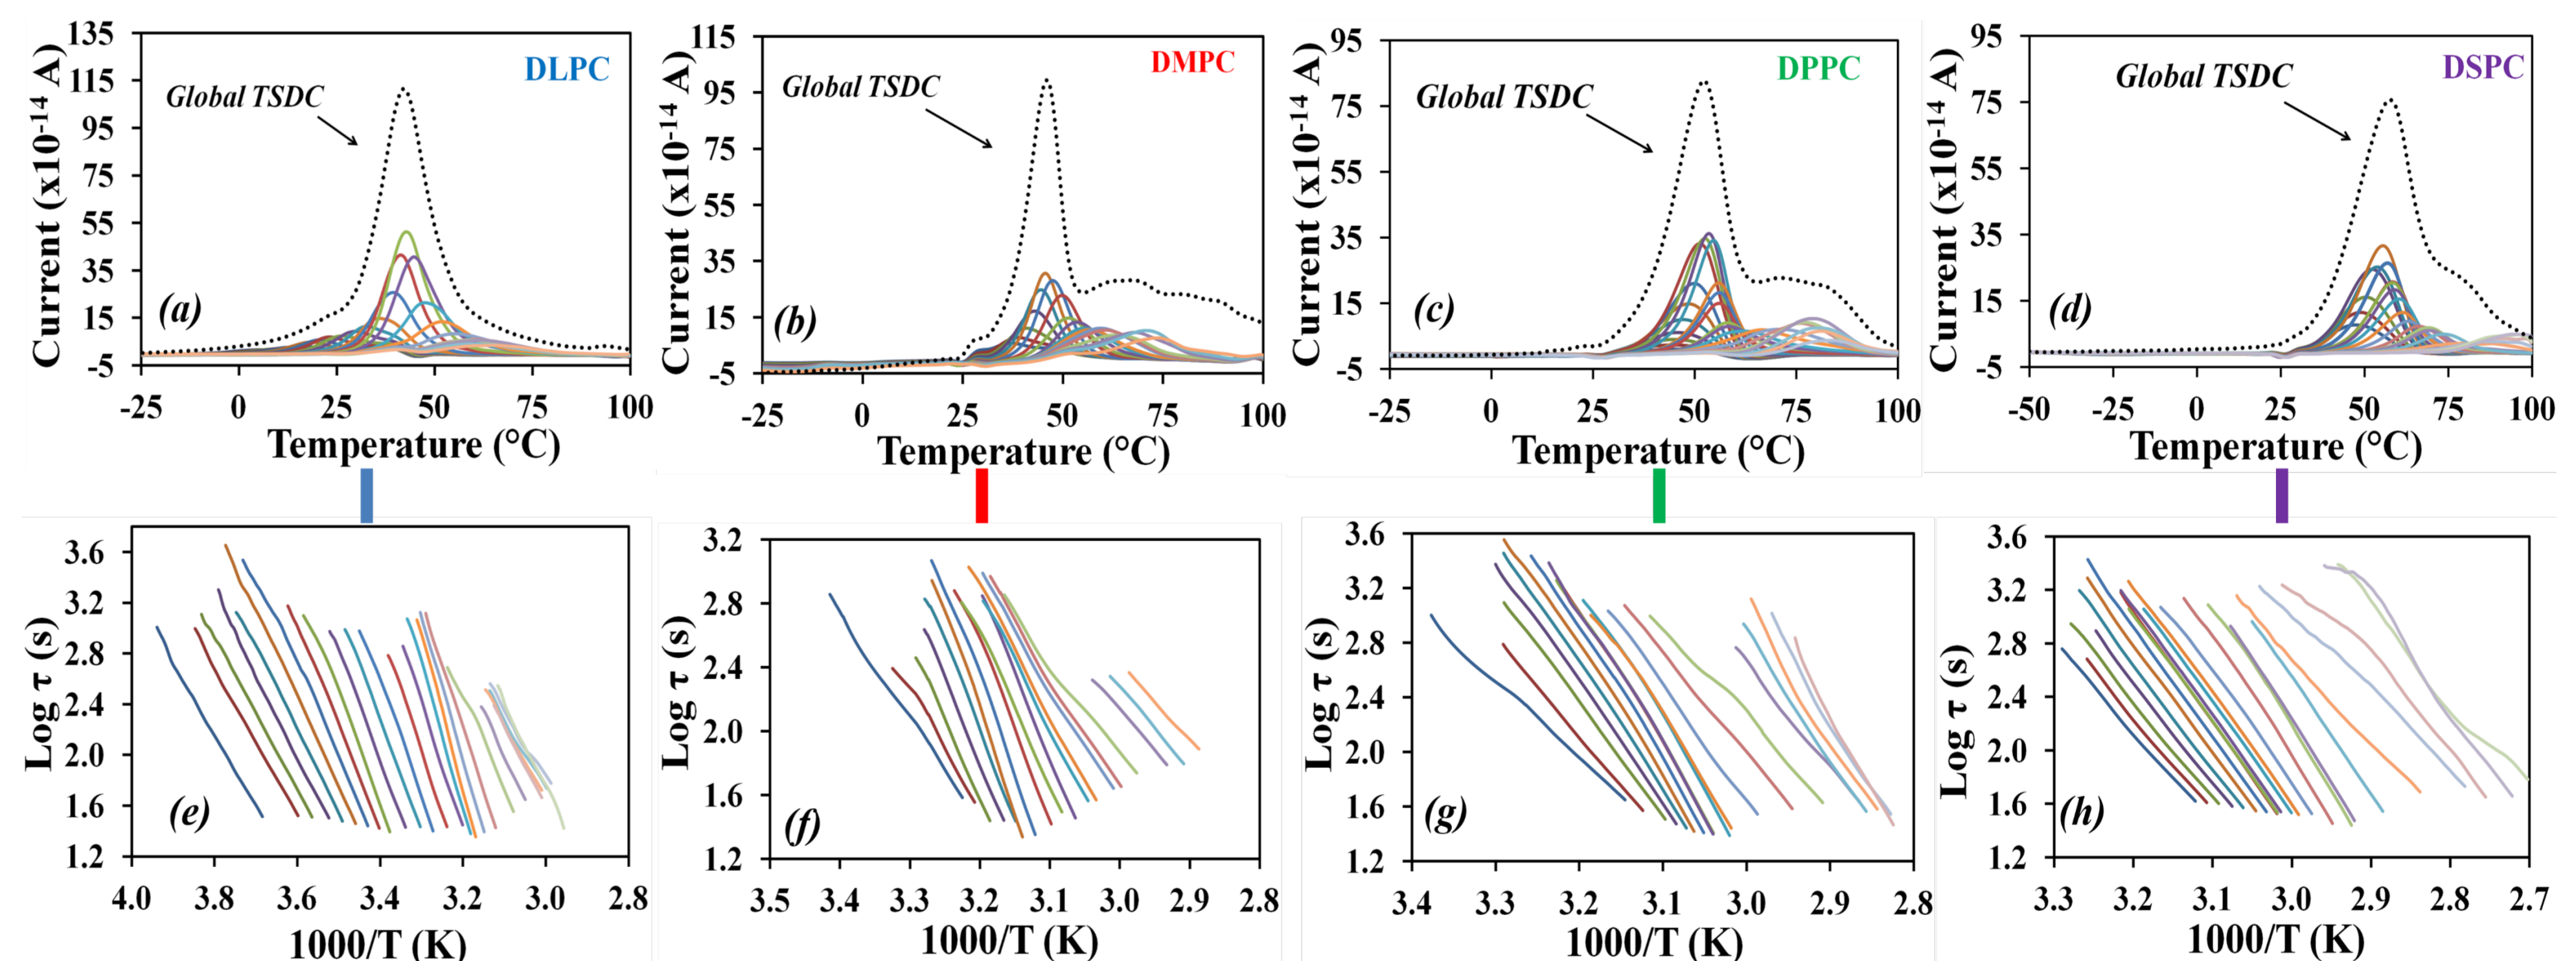 DLPC
Global TSDC
(a)
Current (x10-14 A)
135
115
95
75
55
35
15
-5
-25 0 25 50 75 100
Temperature (°C)
DMPC
Global TSDC
(b)
Current (x10-14 A)
115
95
75
55
35
15
-5
-25 0 25 50 75 100
Temperature (°C)
DPPC
Global TSDC
(c)
Current (x10-14 A)
95
75
55
35
15
-5
-25 0 25 50 75 100
Temperature (°C)
DSPC
Global TSDC
(d)
Current (x10-14 A)
95
75
55
35
15
-5
-50 -25 0 25 50 75 100
Temperature (°C)
(e)
Log τ (s)
3.6
3.2
2.8
2.4
2.0
1.6
1.2
4.0 3.8 3.6 3.4 3.2 3.0 2.8
1000/T (K)
(f)
Log τ (s)
3.2
2.8
2.4
2.0
1.6
1.2
3.5 3.4 3.3 3.2 3.1 3.0 2.9 2.8
1000/T (K)
(g)
Log τ (s)
3.6
3.2
2.8
2.4
2.0
1.6
1.2
3.4 3.3 3.2 3.1 3.0 2.9 2.8
1000/T (K)
(h)
Log τ (s)
3.6
3.2
2.8
2.4
2.0
1.6
1.2
3.3 3.2 3.1 3.0 2.9 2.8 2.7
1000/T (K)